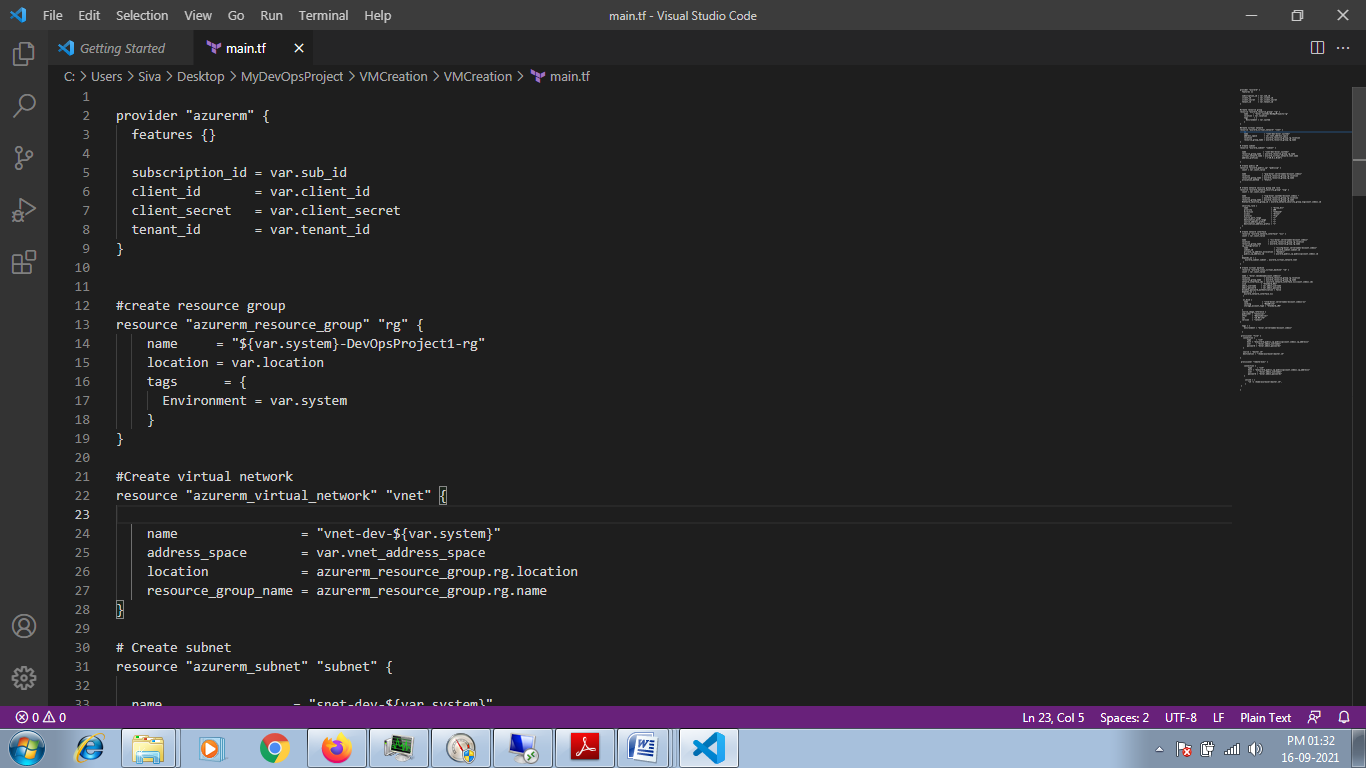 File Edit Selection View Go Run Terminal Help
main.tf - Visual Studio Code
Getting Started
main.tf
C: > Users > Siva > Desktop > MyDevOpsProject > VMCreation > VMCreation > main.tf
1
2 provider "azurerm" {
3 features {}
4
5 subscription_id = var.sub_id
6 client_id = var.client_id
7 client_secret = var.client_secret
8 tenant_id = var.tenant_id
9 }
10
11
12 #create resource group
13 resource "azurerm_resource_group" "rg" {
14 name = "${var.system}-DevOpsProject1-rg"
15 location = var.location
16 tags = {
17 Environment = var.system
18 }
19 }
20
21 #Create virtual network
22 resource "azurerm_virtual_network" "vnet" {
23
24 name = "vnet-dev-${var.system}"
25 address_space = var.vnet_address_space
26 location = azurerm_resource_group.rg.location
27 resource_group_name = azurerm_resource_group.rg.name
28 }
29
30 # Create subnet
31 resource "azurerm_subnet" "subnet" {
32
33 name = "snet-dev-${var.system}"
0 0
Ln 23, Col 5 Spaces: 2 UTF-8 LF Plain Text
PM 01:32
16-09-2021